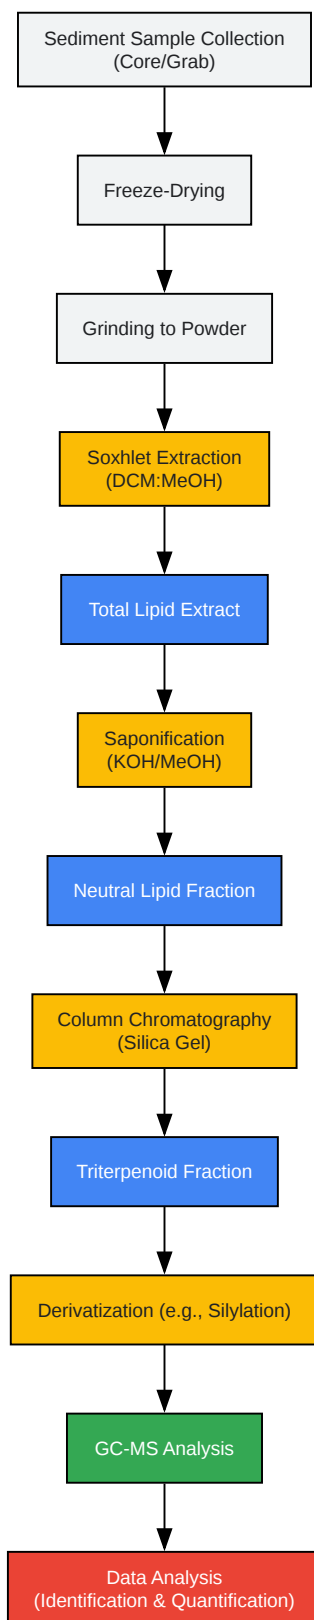 Sediment Sample Collection
(Core/Grab)
Freeze-Drying
Grinding to Powder
Soxhlet Extraction
(DCM:MeOH)
Total Lipid Extract
Saponification
(KOH/MeOH)
Neutral Lipid Fraction
Column Chromatography
(Silica Gel)
Triterpenoid Fraction
Derivatization (e.g., Silylation)
GC-MS Analysis
Data Analysis
(Identification & Quantification)